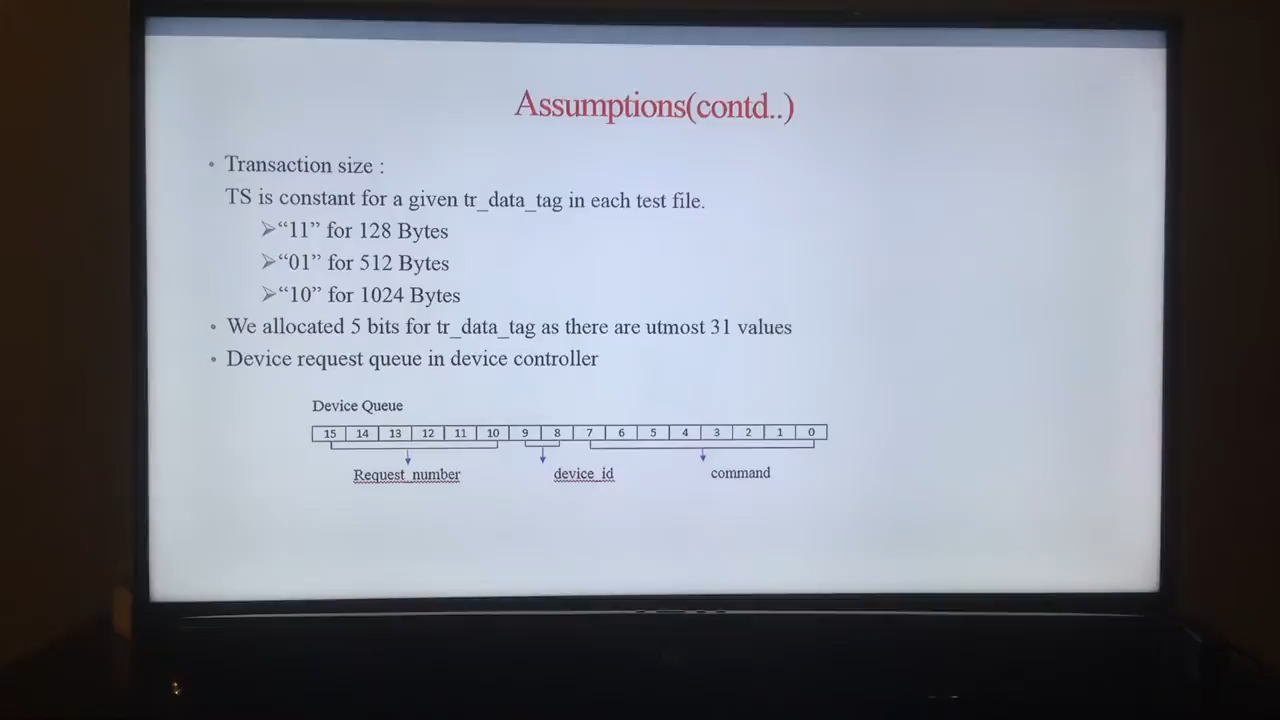 Assumptions(contd..)
• Transaction size :
TS is constant for a given tr_data_tag in each test file.
➢“11” for 128 Bytes
➢“01” for 512 Bytes
➢“10” for 1024 Bytes
• We allocated 5 bits for tr_data_tag as there are utmost 31 values
• Device request queue in device controller
Device Queue
15 14 13 12 11 10 9 8 7 6 5 4 3 2 1 0
Request_number device_id command